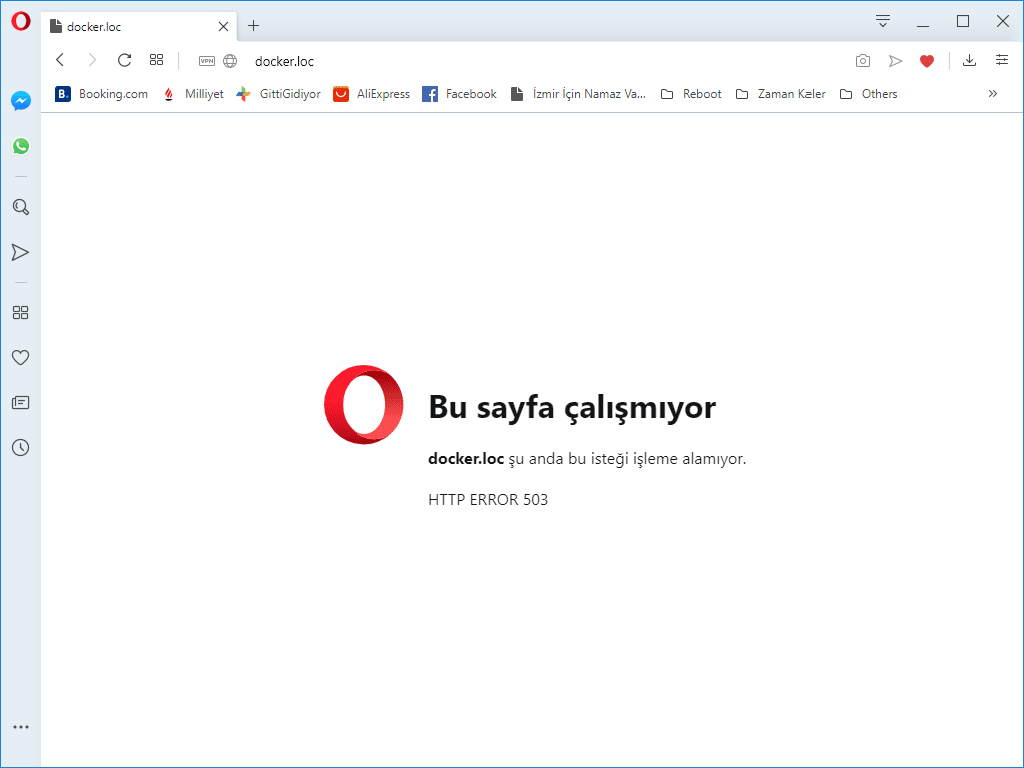 docker.loc
VPN docker.loc
B. Booking.com Milliyet GittiGidiyor AliExpress Facebook İzmir İçin Namaz Va... Reboot Zaman Kəler Others
Bu sayfa çalışmıyor
docker.loc şu anda bu isteği işleme alamıyor.
HTTP ERROR 503